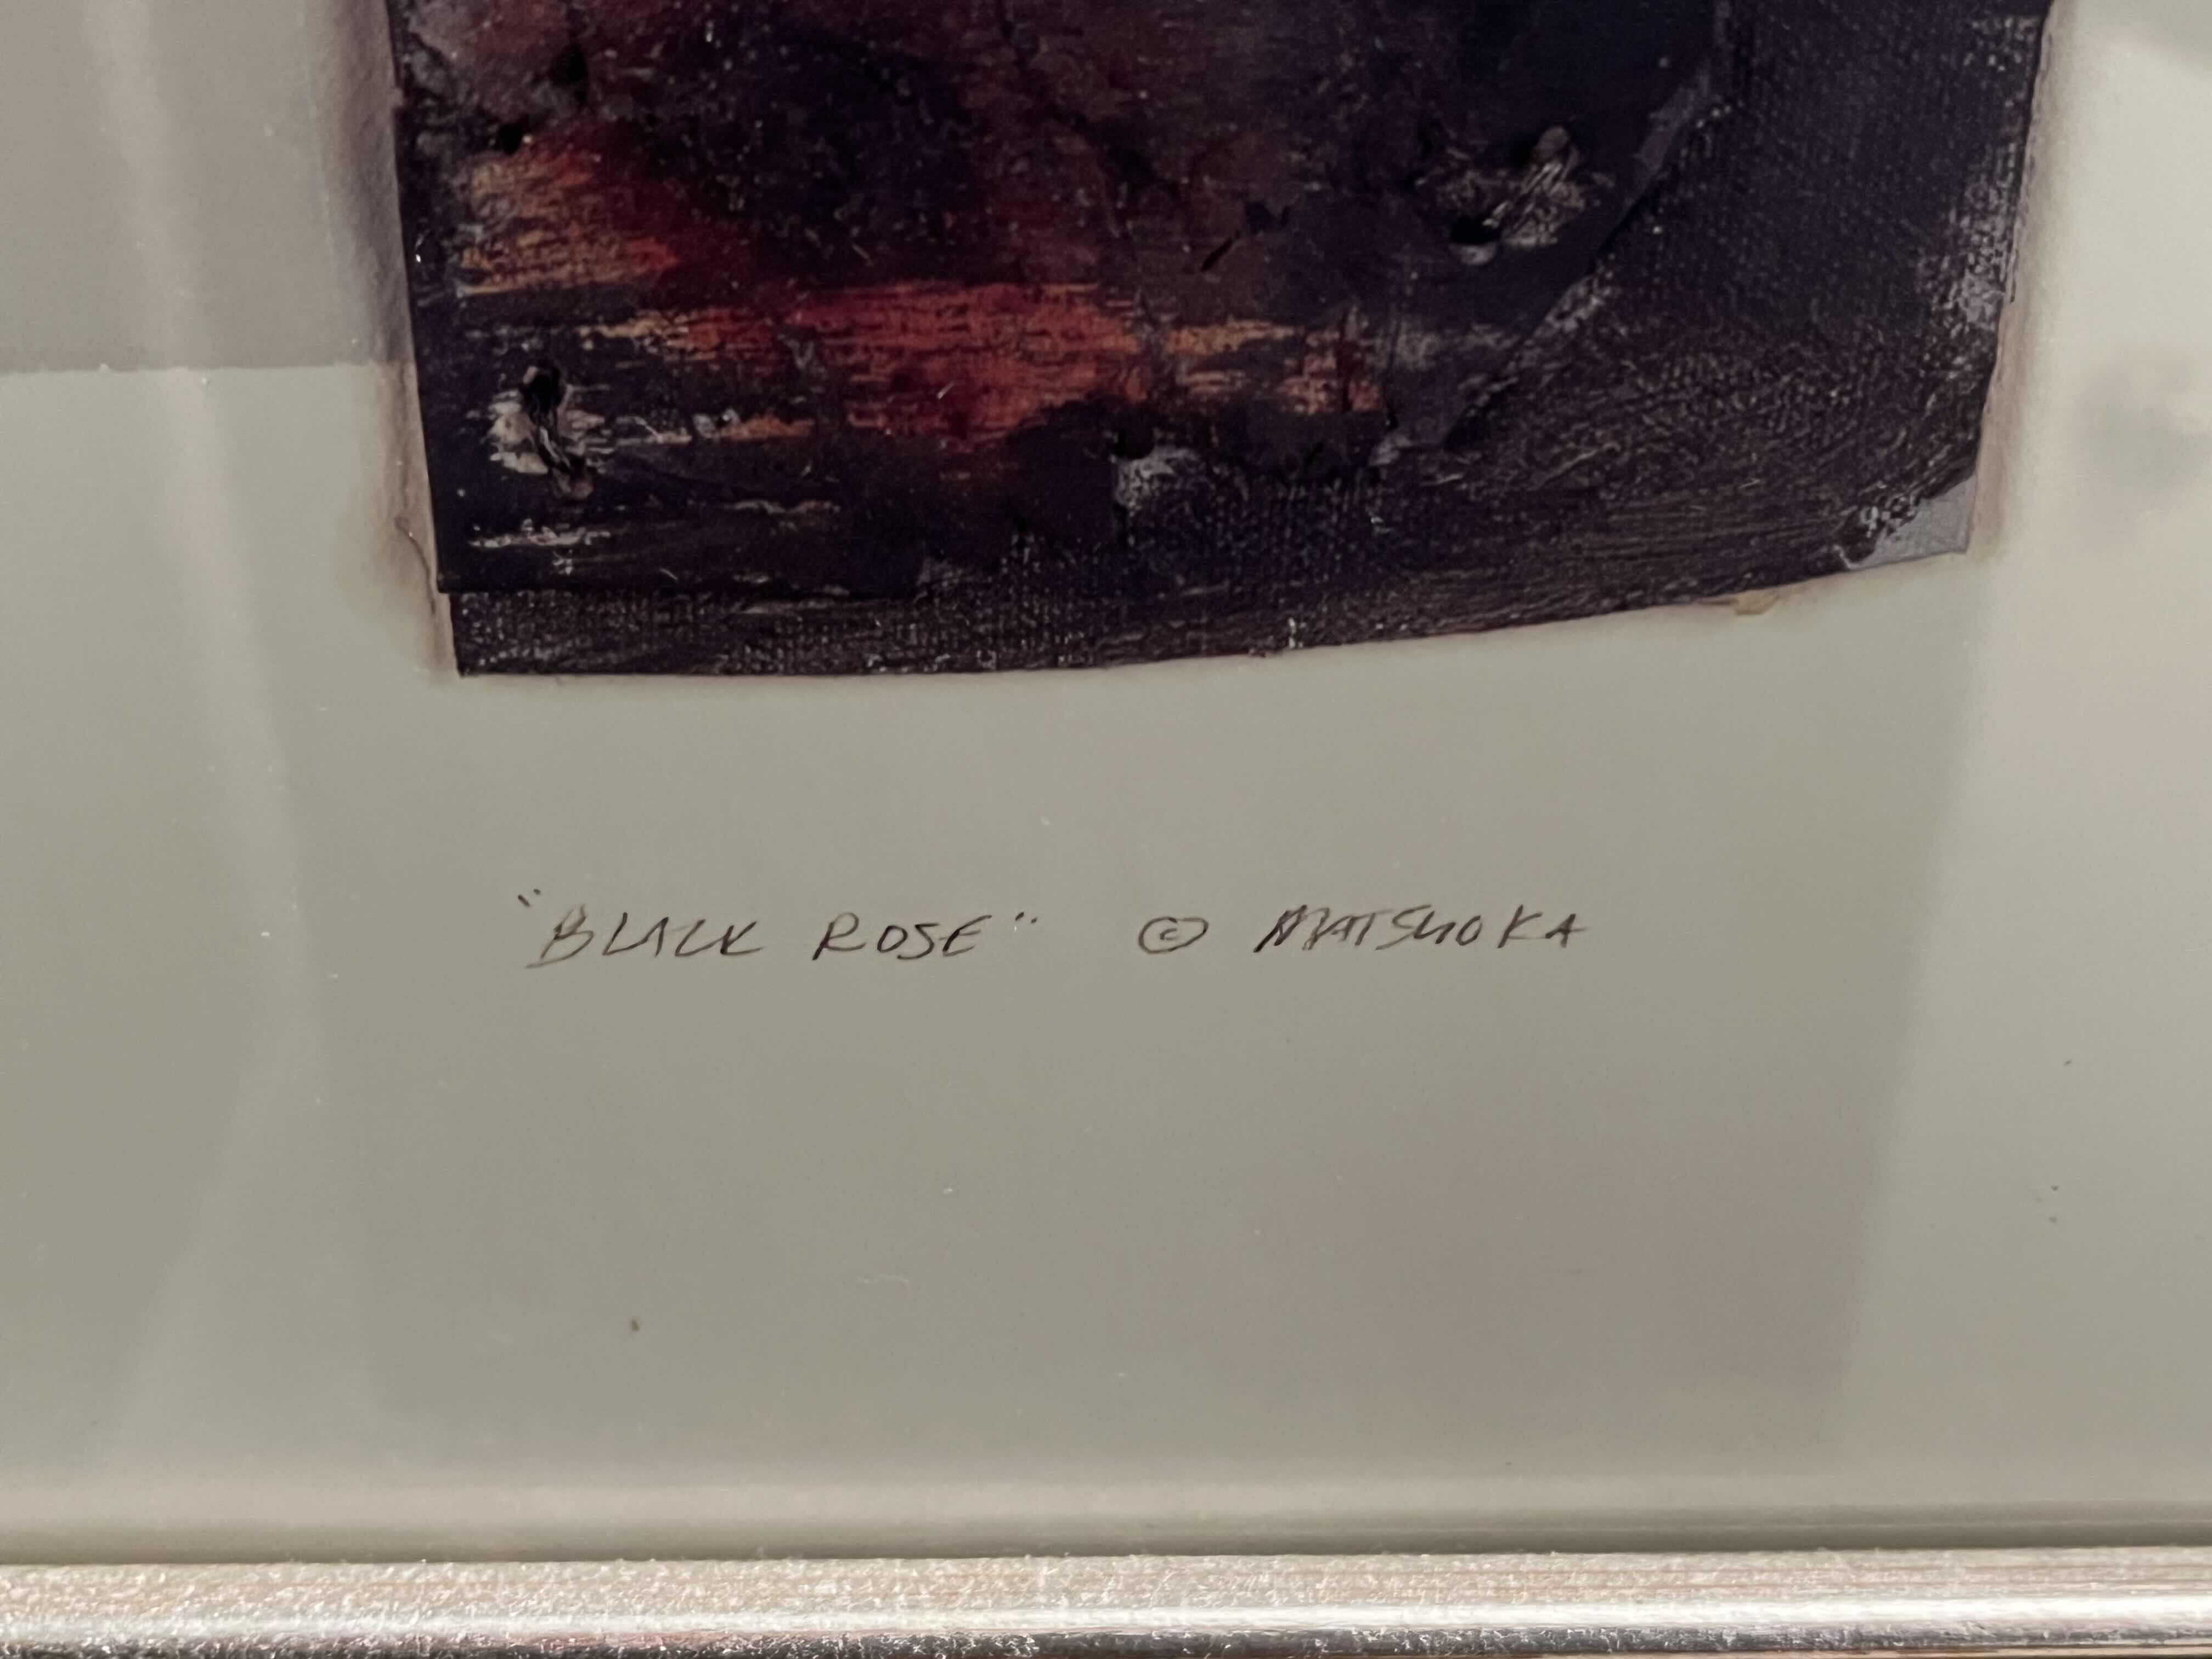 "BLACK ROSE" © MATSUOKA